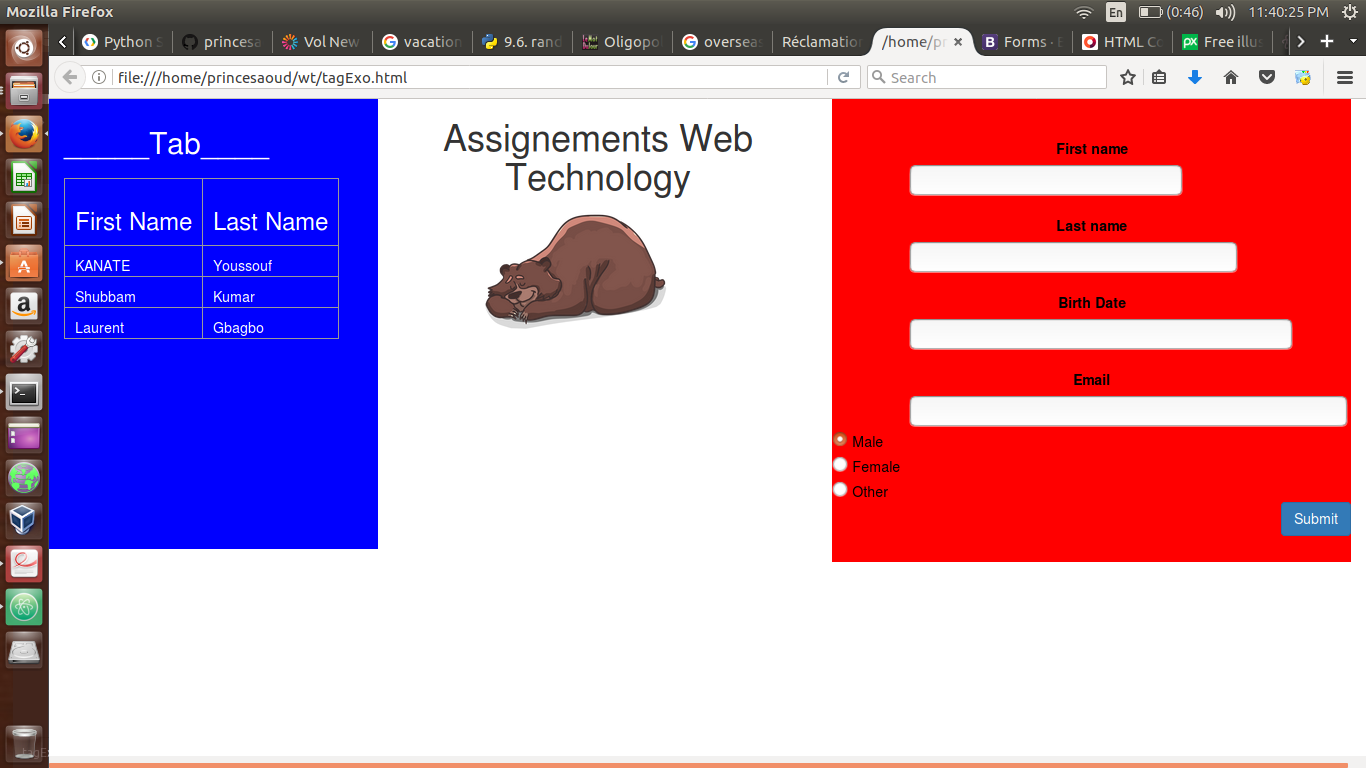 Mozilla Firefox
En
(0:46)
11:40:25 PM
Python S
princesa
Vol New
vacation
9.6. rand
Oligopol
overseas
Réclamation
/home/pr
Forms · B
HTML Co
Free illus
file:///home/princesaoud/wt/tagExo.html
Search
_____Tab____
First Name Last Name
KANATE Youssouf
Shubbam Kumar
Laurent Gbagbo
Assignements Web
Technology
First name
Last name
Birth Date
Email
Male
Female
Other
Submit